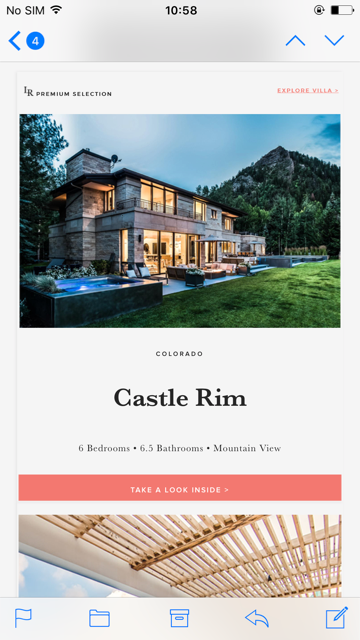 No SIM 10:58
4
LR PREMIUM SELECTION EXPLORE VILLA >
COLORADO
Castle Rim
6 Bedrooms • 6.5 Bathrooms • Mountain View
TAKE A LOOK INSIDE >